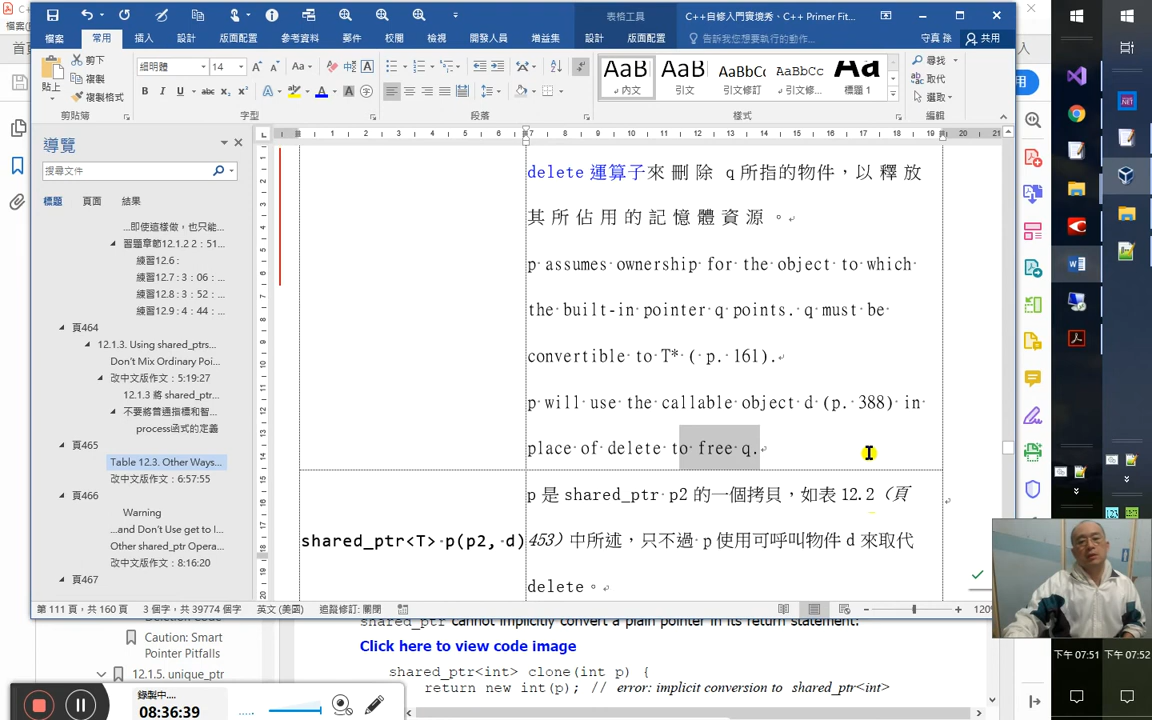 表格工具
C++自修入門實境秀、C++ Primer Fit...
檔案
常用
插入
設計
版面配置
參考資料
郵件
校閱
檢視
開發人員
增益集
設計
版面配置
告訴我您想要執行的動作...
守真 孫
共用
貼上
剪下
複製
複製格式
細明體
14
剪貼簿
字型
段落
樣式
編輯
AaB
內文
AaB
引文
AaBbCc
引文修訂
AaBbCc
引文修...
AaB
標題 1
尋找
取代
選取
導覽
搜尋文件
標題
頁面
結果
...即使這樣做，也只能...
習題章節12.1.2 2：51...
練習12.6 :
練習12.7：3：06：...
練習12.8 : 3：52：...
練習12.9 : 4：44：...
頁464
12.1.3. Using shared_ptrs...
Don't Mix Ordinary Poi...
改中文版作文：5:19:27
12.1.3 將 shared_ptr...
不要將普通指標和智...
process函式的定義
頁465
Table 12.3. Other Ways...
改中文版作文：6:57:55
頁466
Warning
...and Don't Use get to I...
Other shared_ptr Opera...
改中文版作文：8:16:20
頁467
delete 運算子來刪除 q 所指的物件，以釋放
其所佔用的記憶體資源。
p assumes ownership for the object to which
the built-in pointer q points. q must be
convertible to T* ( p. 161).
p will use the callable object d (p. 388) in
place of delete to free q.
p 是 shared_ptr p2 的一個拷貝，如表 12.2（頁
shared_ptr<T> p(p2, d)
453）中所述，只不過 p 使用可呼叫物件 d 來取代
delete。
第 111 頁，共 160 頁
3 個字，共 39774 個字
英文 (美國)
追蹤修訂: 關閉
120%
Caution: Smart
Pointer Pitfalls
12.1.5. unique_ptr
shared_ptr cannot implicitly convert a plain pointer in its return statement:
Click here to view code image
shared_ptr<int> clone(int p) {
return new int(p); // error: implicit conversion to shared_ptr<int>
錄製中....
08:36:39
下午 07:51
下午 07:52